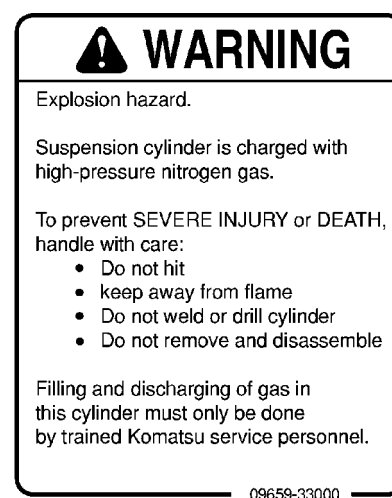 WARNING
Explosion hazard.
Suspension cylinder is charged with
high-pressure nitrogen gas.
To prevent SEVERE INJURY or DEATH,
handle with care:
• Do not hit
• keep away from flame
• Do not weld or drill cylinder
• Do not remove and disassemble
Filling and discharging of gas in
this cylinder must only be done
by trained Komatsu service personnel.
09659-33000